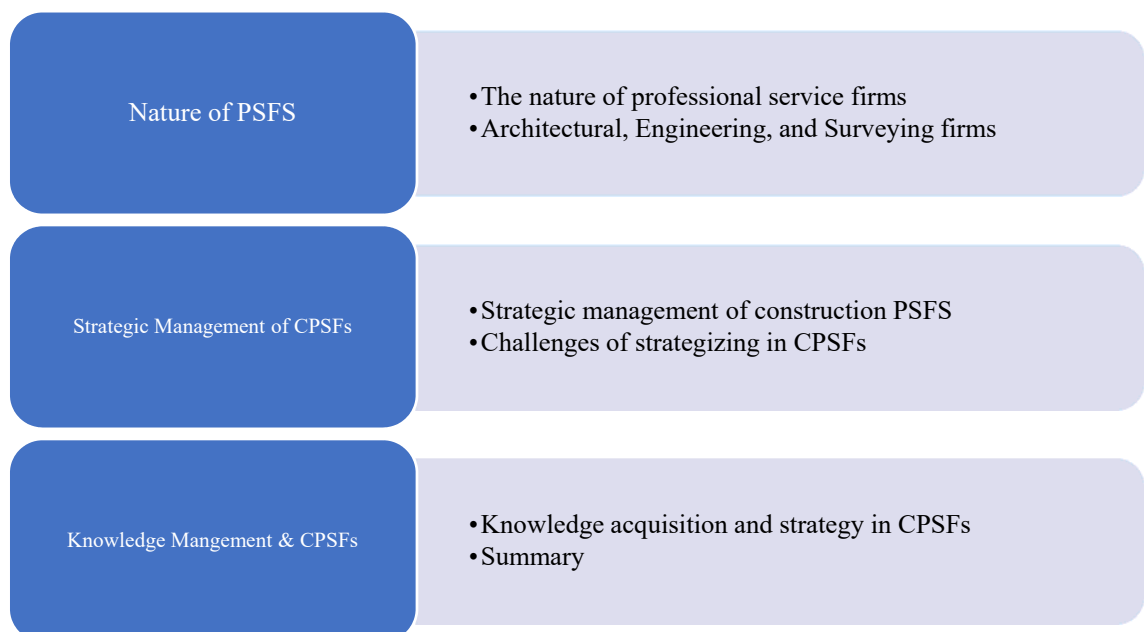 Nature of PSFS
•The nature of professional service firms
•Architectural, Engineering, and Surveying firms
Strategic Management of CPSFs
•Strategic management of construction PSFS
•Challenges of strategizing in CPSFs
Knowledge Mangement & CPSFs
•Knowledge acquisition and strategy in CPSFs
•Summary